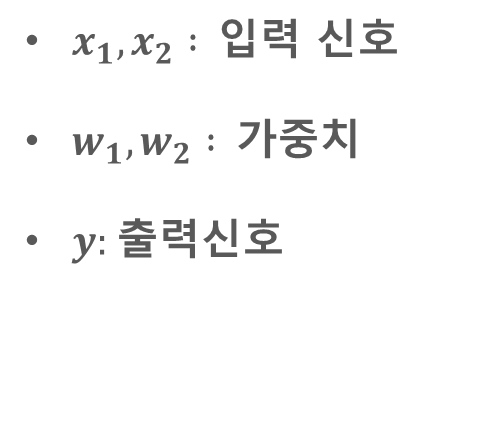 • x₁, x₂ : 입력 신호
• w₁, w₂ : 가중치
• y: 출력신호